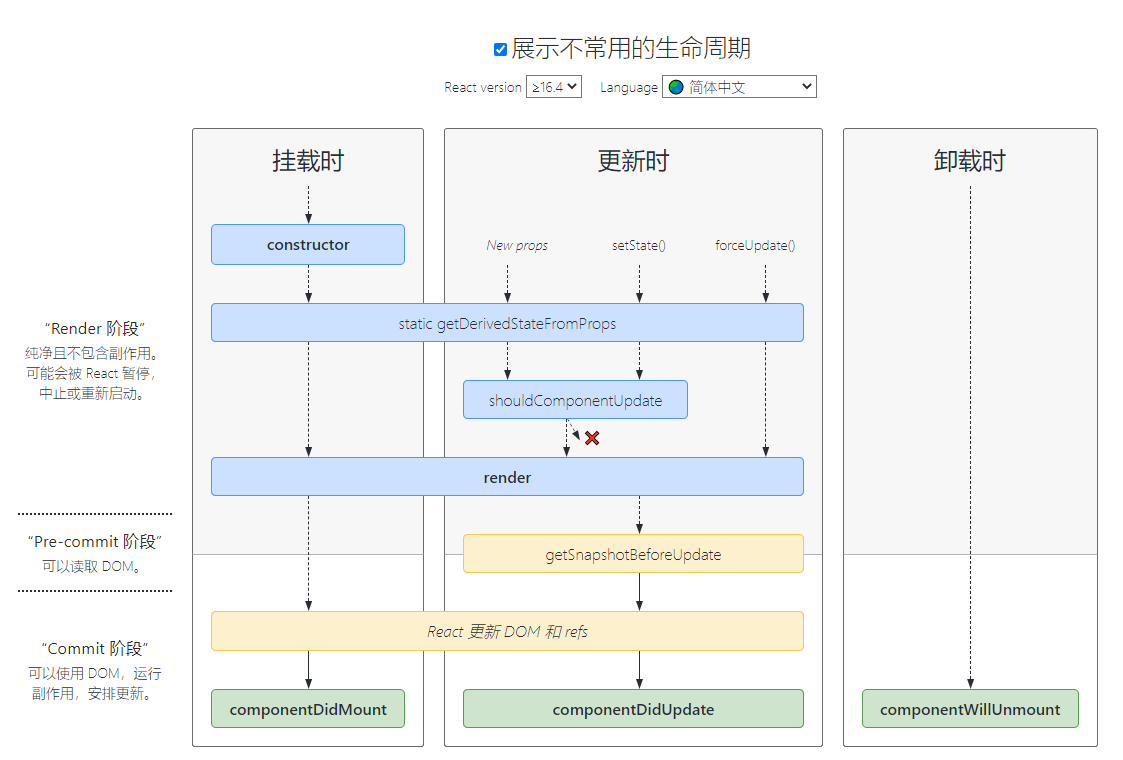 展示不常用的生命周期
React version ≥16.4 Language 简体中文
挂载时 更新时 卸载时
constructor
New props setState() forceUpdate()
static getDerivedStateFromProps
“Render 阶段”
纯净且不包含副作用。
可能会被 React 暂停，
中止或重新启动。
shouldComponentUpdate
render
“Pre-commit 阶段”
可以读取 DOM。
getSnapshotBeforeUpdate
React 更新 DOM 和 refs
“Commit 阶段”
可以使用 DOM，运行
副作用，安排更新。
componentDidMount componentDidUpdate componentWillUnmount